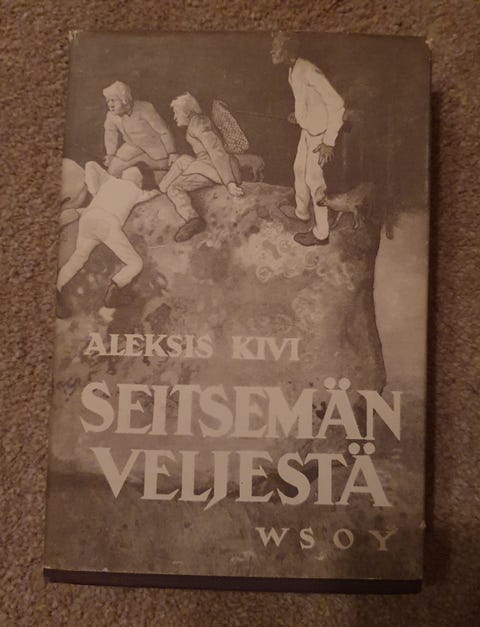 ALEKSIS KIVI
SEITSEMÄN
VELJESTÄ
WSOY